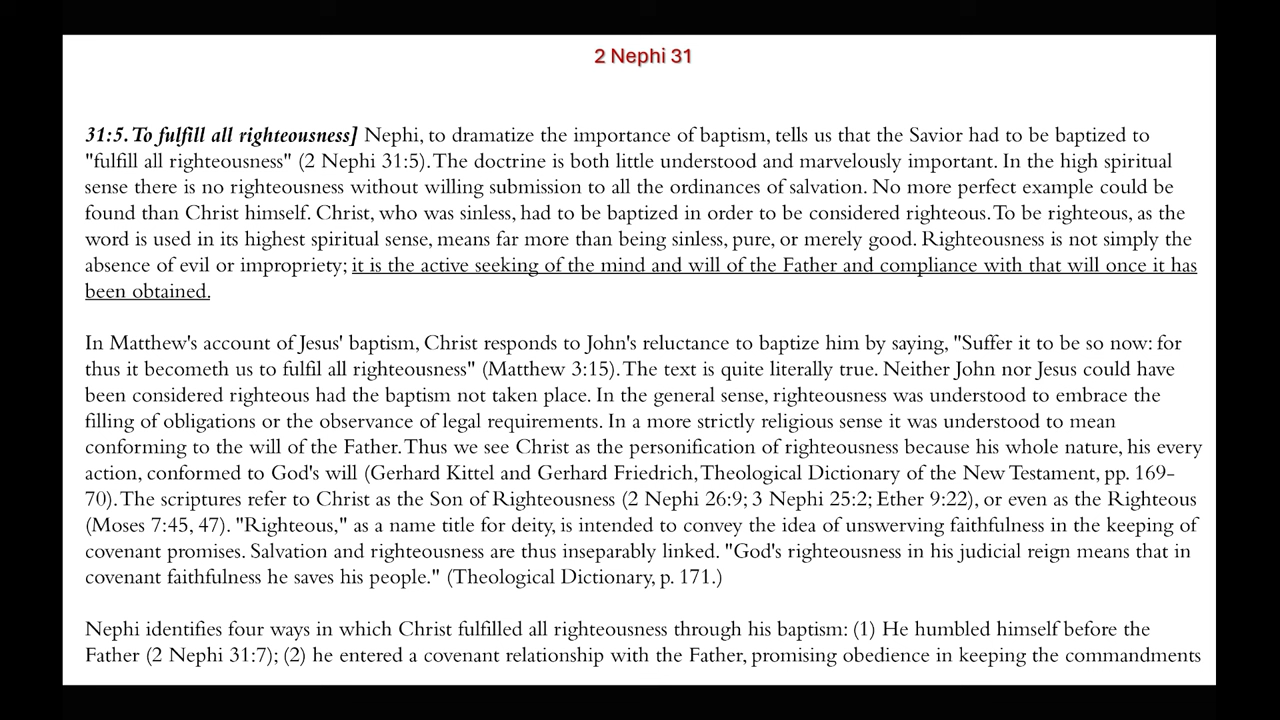 2 Nephi 31
31:5. To fulfill all righteousness] Nephi, to dramatize the importance of baptism, tells us that the Savior had to be baptized to
"fulfill all righteousness" (2 Nephi 31:5). The doctrine is both little understood and marvelously important. In the high spiritual
sense there is no righteousness without willing submission to all the ordinances of salvation. No more perfect example could be
found than Christ himself. Christ, who was sinless, had to be baptized in order to be considered righteous. To be righteous, as the
word is used in its highest spiritual sense, means far more than being sinless, pure, or merely good. Righteousness is not simply the
absence of evil or impropriety; it is the active seeking of the mind and will of the Father and compliance with that will once it has
been obtained.
In Matthew's account of Jesus' baptism, Christ responds to John's reluctance to baptize him by saying, "Suffer it to be so now: for
thus it becometh us to fulfil all righteousness" (Matthew 3:15). The text is quite literally true. Neither John nor Jesus could have
been considered righteous had the baptism not taken place. In the general sense, righteousness was understood to embrace the
filling of obligations or the observance of legal requirements. In a more strictly religious sense it was understood to mean
conforming to the will of the Father. Thus we see Christ as the personification of righteousness because his whole nature, his every
action, conformed to God's will (Gerhard Kittel and Gerhard Friedrich, Theological Dictionary of the New Testament, pp. 169-
70). The scriptures refer to Christ as the Son of Righteousness (2 Nephi 26:9; 3 Nephi 25:2; Ether 9:22), or even as the Righteous
(Moses 7:45, 47). "Righteous," as a name title for deity, is intended to convey the idea of unswerving faithfulness in the keeping of
covenant promises. Salvation and righteousness are thus inseparably linked. "God's righteousness in his judicial reign means that in
covenant faithfulness he saves his people." (Theological Dictionary, p. 171.)
Nephi identifies four ways in which Christ fulfilled all righteousness through his baptism: (1) He humbled himself before the
Father (2 Nephi 31:7); (2) he entered a covenant relationship with the Father, promising obedience in keeping the commandments